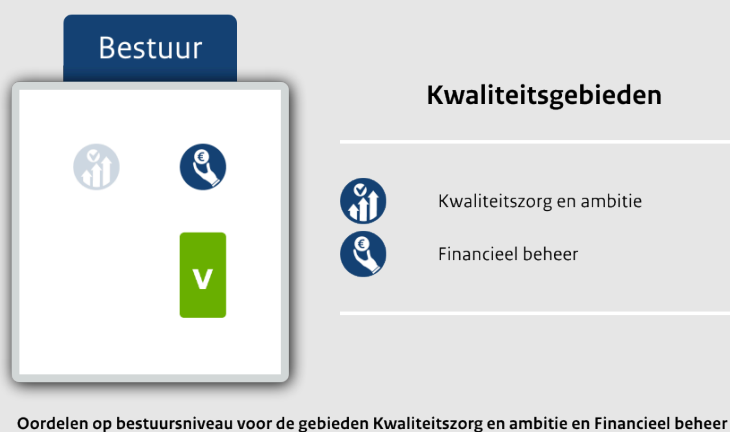 Bestuur
Kwaliteitsgebieden
€
€
Kwaliteitszorg en ambitie
€
Financieel beheer
V
Oordelen op bestuursniveau voor de gebieden Kwaliteitszorg en ambitie en Financieel beheer